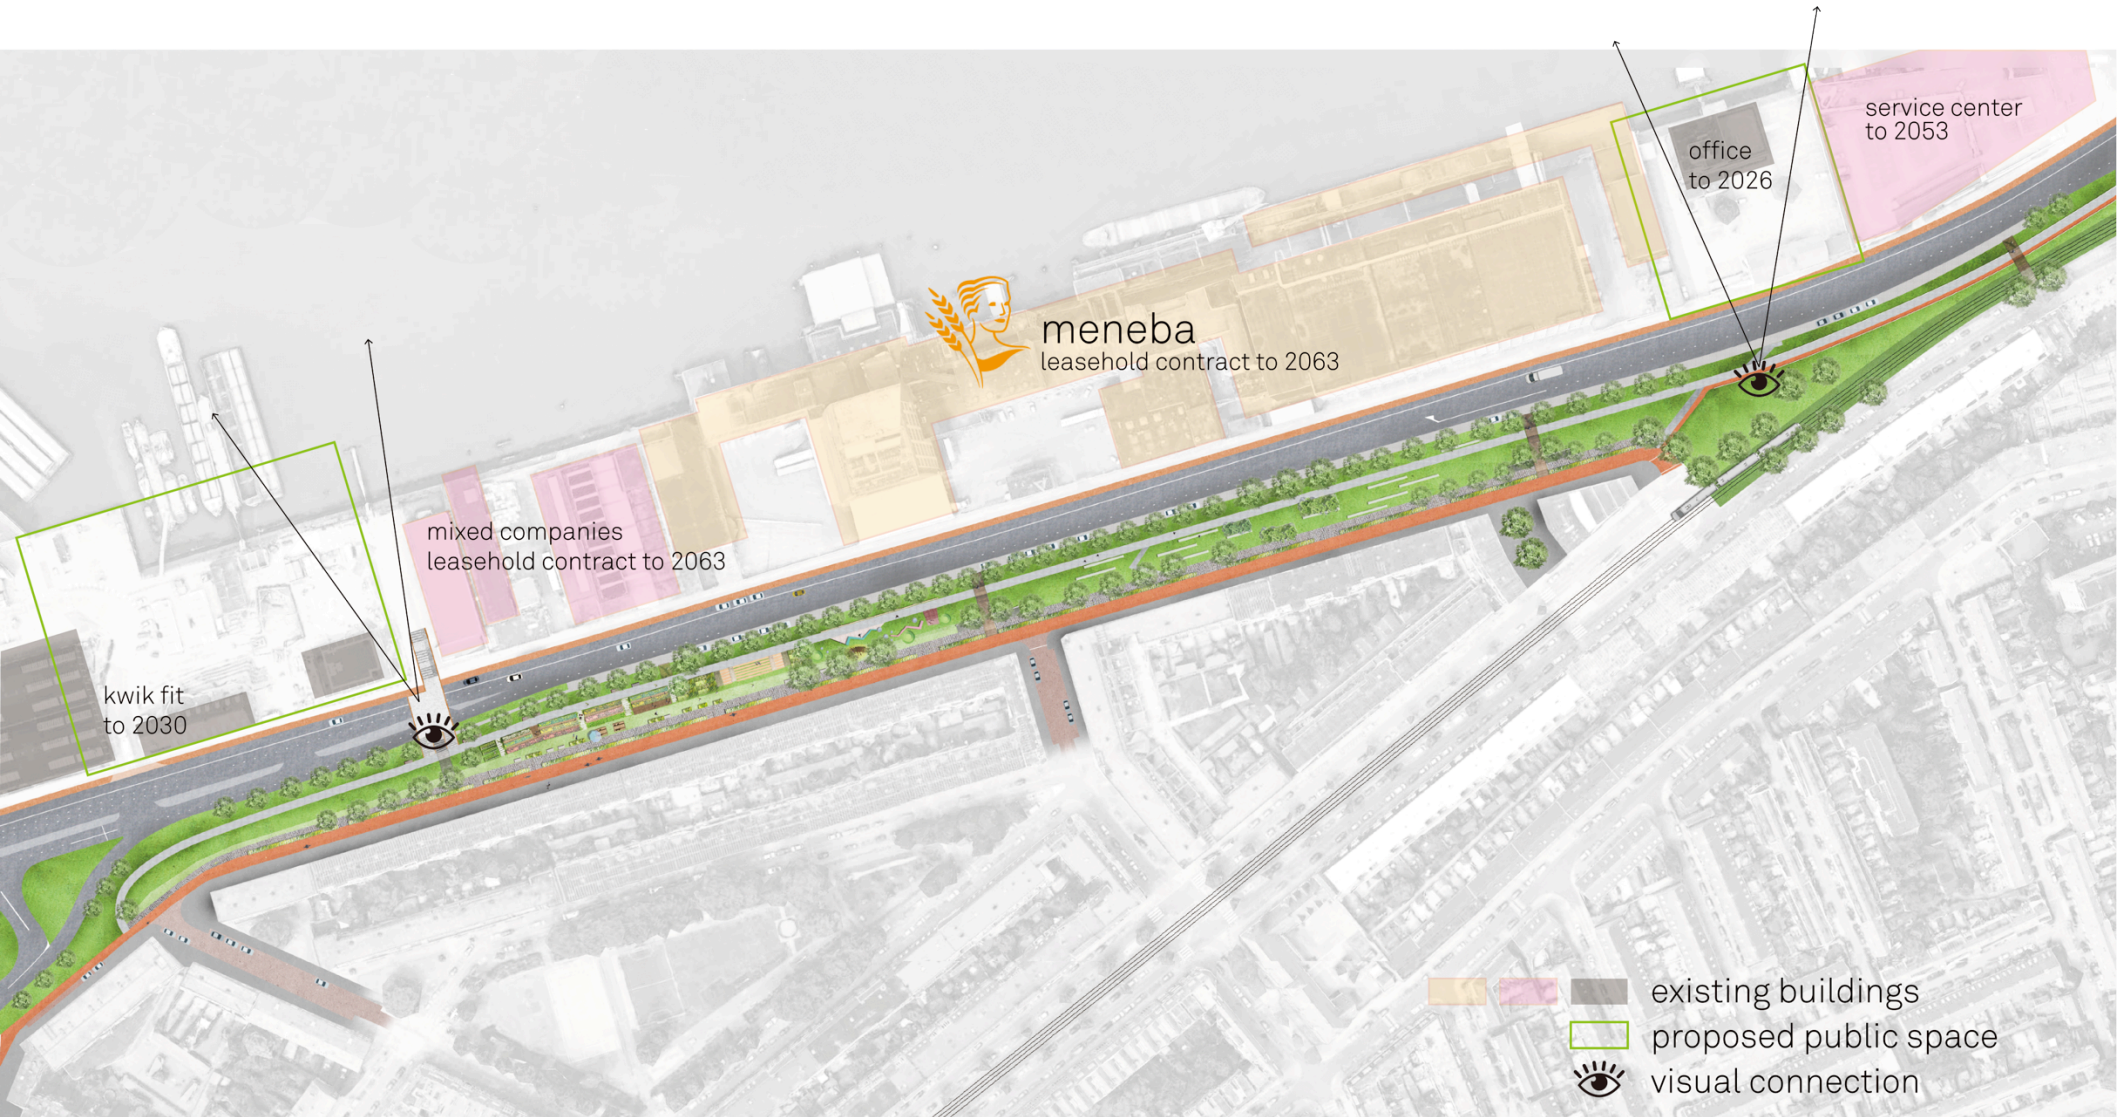 service center
to 2053
office
to 2026
meneba
leasehold contract to 2063
mixed companies
leasehold contract to 2063
kwik fit
to 2030
existing buildings
proposed public space
visual connection